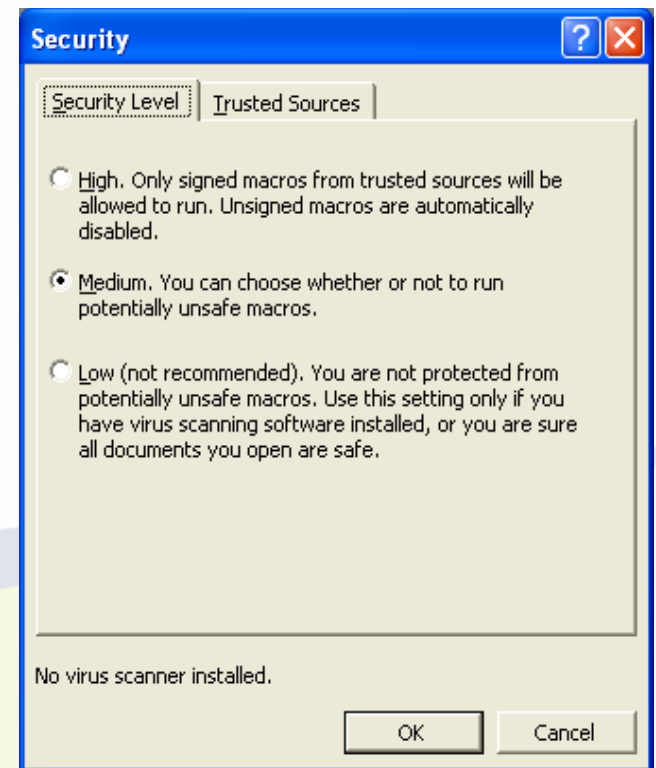 Security
Security Level
Trusted Sources
High. Only signed macros from trusted sources will be
allowed to run. Unsigned macros are automatically
disabled.
Medium. You can choose whether or not to run
potentially unsafe macros.
Low (not recommended). You are not protected from
potentially unsafe macros. Use this setting only if you
have virus scanning software installed, or you are sure
all documents you open are safe.
No virus scanner installed.
OK
Cancel